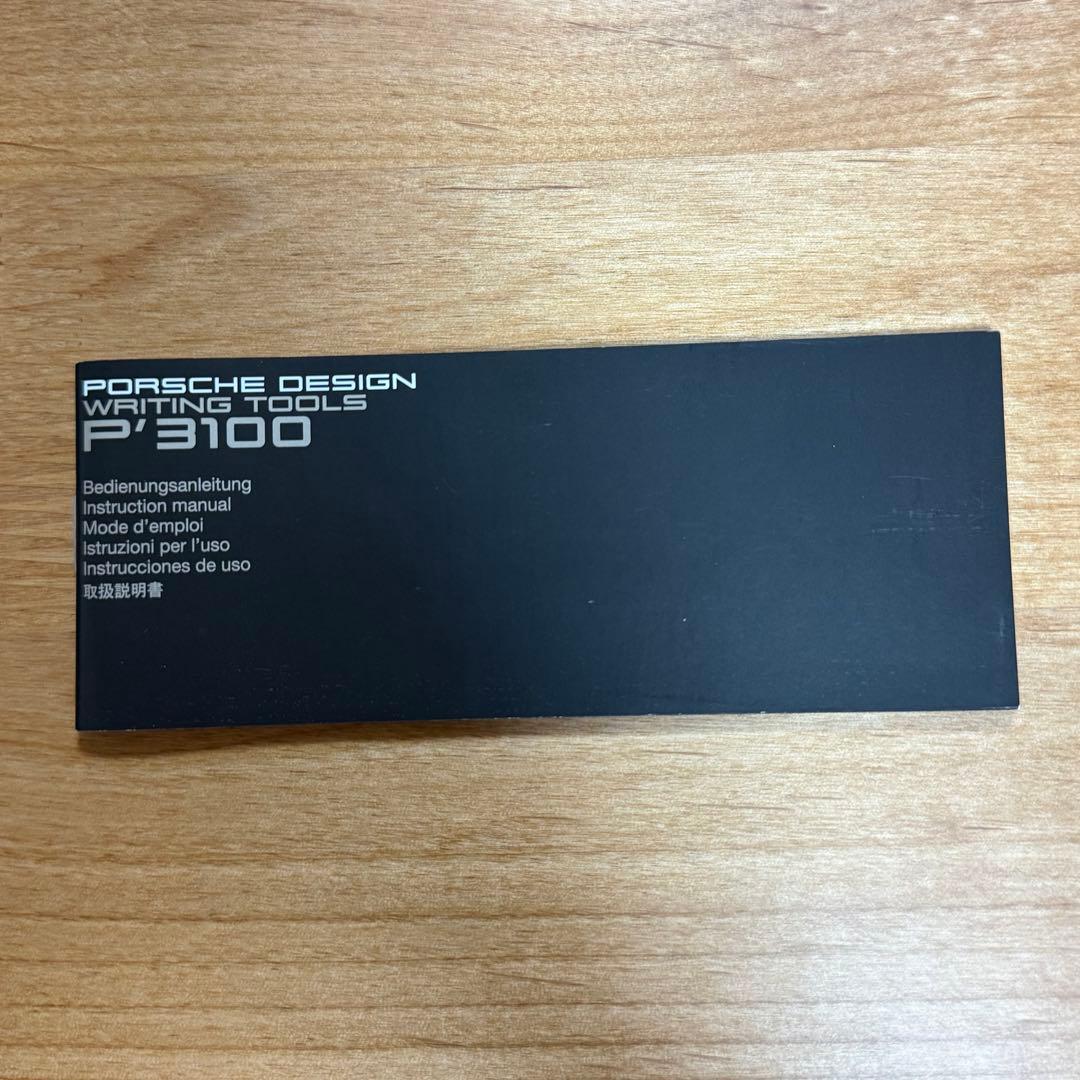 PORSCHE DESIGN
WRITING TOOLS
P'3100
Bedienungsanleitung
Instruction manual
Mode d'emploi
Istruzioni per l'uso
Instrucciones de uso
取扱説明書